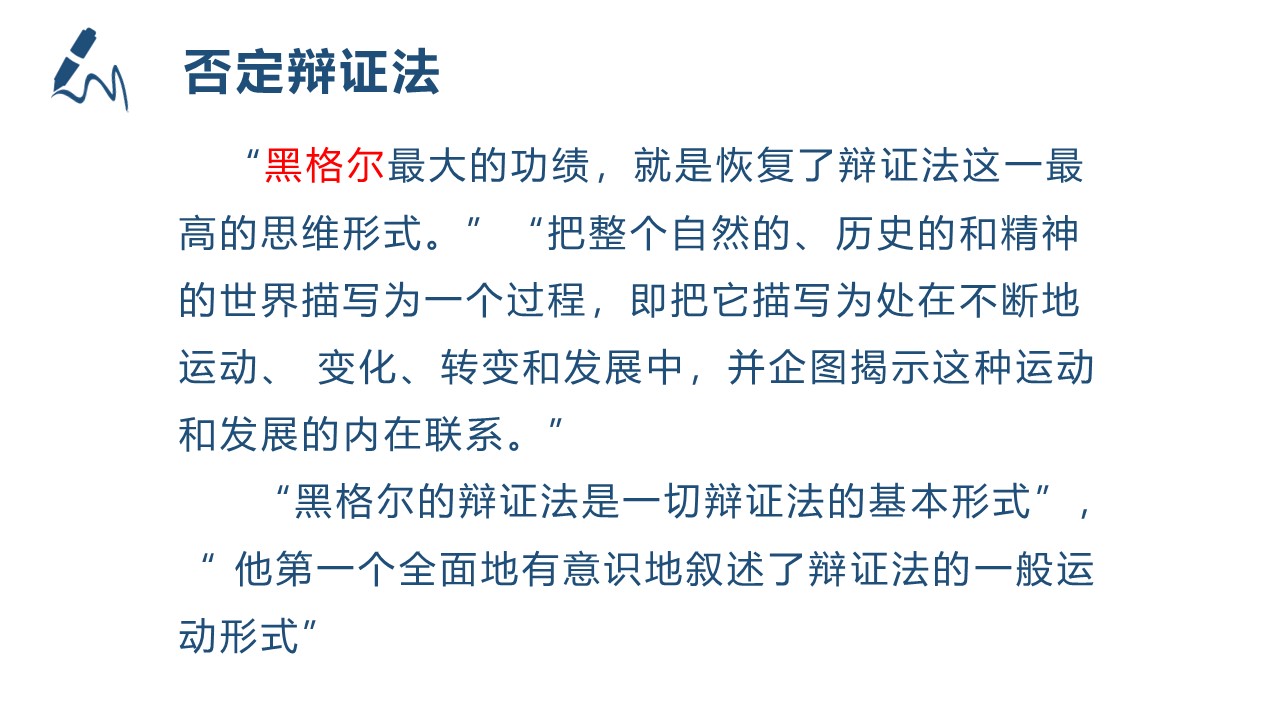 否定辩证法
“黑格尔最大的功绩，就是恢复了辩证法这一最
高的思维形式。”“把整个自然的、历史的和精神
的世界描写为一个过程，即把它描写为处在不断地
运动、 变化、转变和发展中，并企图揭示这种运动
和发展的内在联系。”
“黑格尔的辩证法是一切辩证法的基本形式”，
“ 他第一个全面地有意识地叙述了辩证法的一般运
动形式”